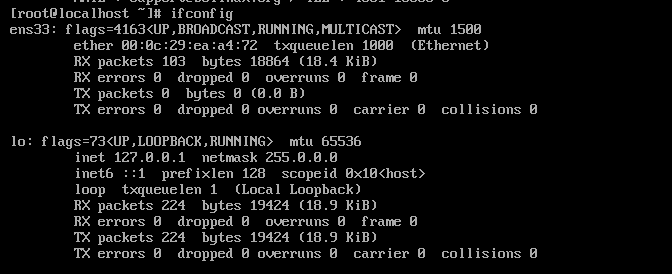 [root@localhost ~]# ifconfig
ens33: flags=4163<UP,BROADCAST,RUNNING,MULTICAST>  mtu 1500
        ether 00:0c:29:ea:a4:72  txqueuelen 1000  (Ethernet)
        RX packets 103  bytes 18864 (18.4 KiB)
        RX errors 0  dropped 0  overruns 0  frame 0
        TX packets 0  bytes 0 (0.0 B)
        TX errors 0  dropped 0 overruns 0  carrier 0  collisions 0

lo: flags=73<UP,LOOPBACK,RUNNING>  mtu 65536
        inet 127.0.0.1  netmask 255.0.0.0
        inet6 ::1  prefixlen 128  scopeid 0x10<host>
        loop  txqueuelen 1  (Local Loopback)
        RX packets 224  bytes 19424 (18.9 KiB)
        RX errors 0  dropped 0  overruns 0  frame 0
        TX packets 224  bytes 19424 (18.9 KiB)
        TX errors 0  dropped 0 overruns 0  carrier 0  collisions 0